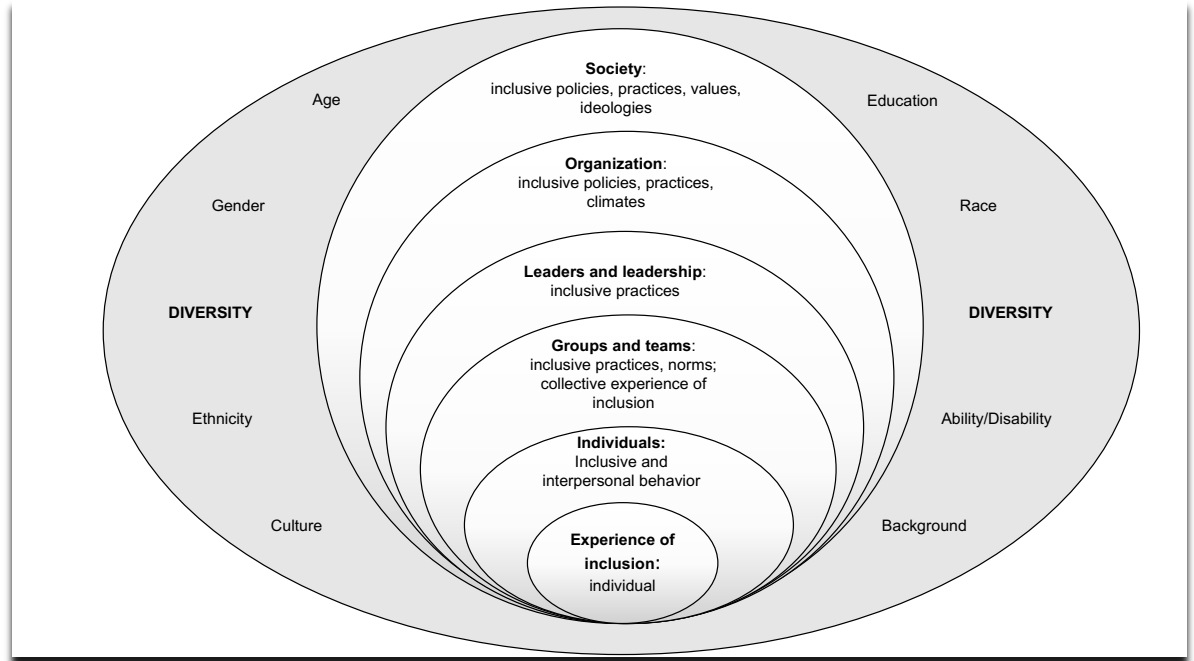 Society:
inclusive policies, practices, values,
ideologies
Age
Education
Organization:
inclusive policies, practices,
climates
Gender
Race
Leaders and leadership:
inclusive practices
DIVERSITY
DIVERSITY
Groups and teams:
inclusive practices, norms;
collective experience of
inclusion
Ethnicity
Ability/Disability
Individuals:
Inclusive and
interpersonal behavior
Culture
Background
Experience of
inclusion:
individual